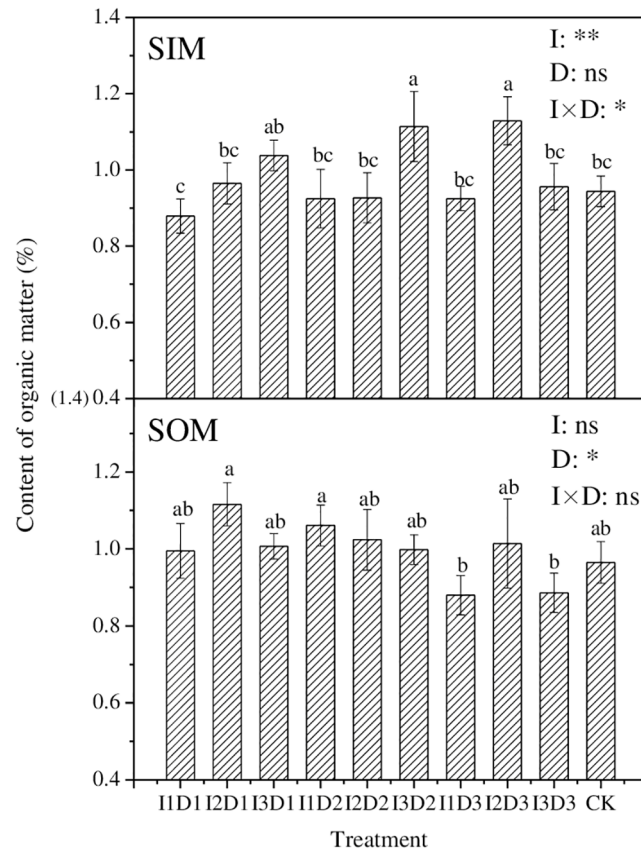 Content of organic matter (%)
1.4
1.2
1.0
0.8
0.6
(1.4) 0.4
1.2
1.0
0.8
0.6
0.4
SIM
I: **
D: ns
I×D: *
c bc ab bc bc a bc a bc bc
SOM
I: ns
D: *
I×D: ns
ab a ab a ab ab b ab b ab
I1D1 I2D1 I3D1 I1D2 I2D2 I3D2 I1D3 I2D3 I3D3 CK
Treatment